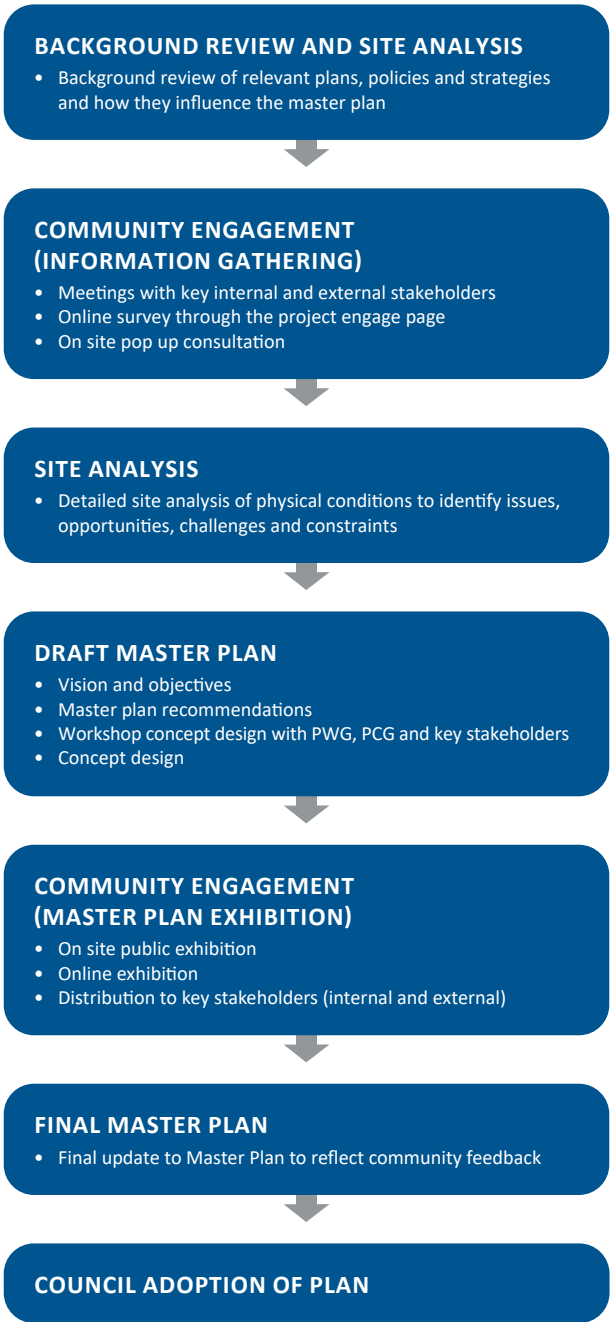 BACKGROUND REVIEW AND SITE ANALYSIS
• Background review of relevant plans, policies and strategies
and how they influence the master plan
COMMUNITY ENGAGEMENT
(INFORMATION GATHERING)
• Meetings with key internal and external stakeholders
• Online survey through the project engage page
• On site pop up consultation
SITE ANALYSIS
• Detailed site analysis of physical conditions to identify issues,
opportunities, challenges and constraints
DRAFT MASTER PLAN
• Vision and objectives
• Master plan recommendations
• Workshop concept design with PWG, PCG and key stakeholders
• Concept design
COMMUNITY ENGAGEMENT
(MASTER PLAN EXHIBITION)
• On site public exhibition
• Online exhibition
• Distribution to key stakeholders (internal and external)
FINAL MASTER PLAN
• Final update to Master Plan to reflect community feedback
COUNCIL ADOPTION OF PLAN